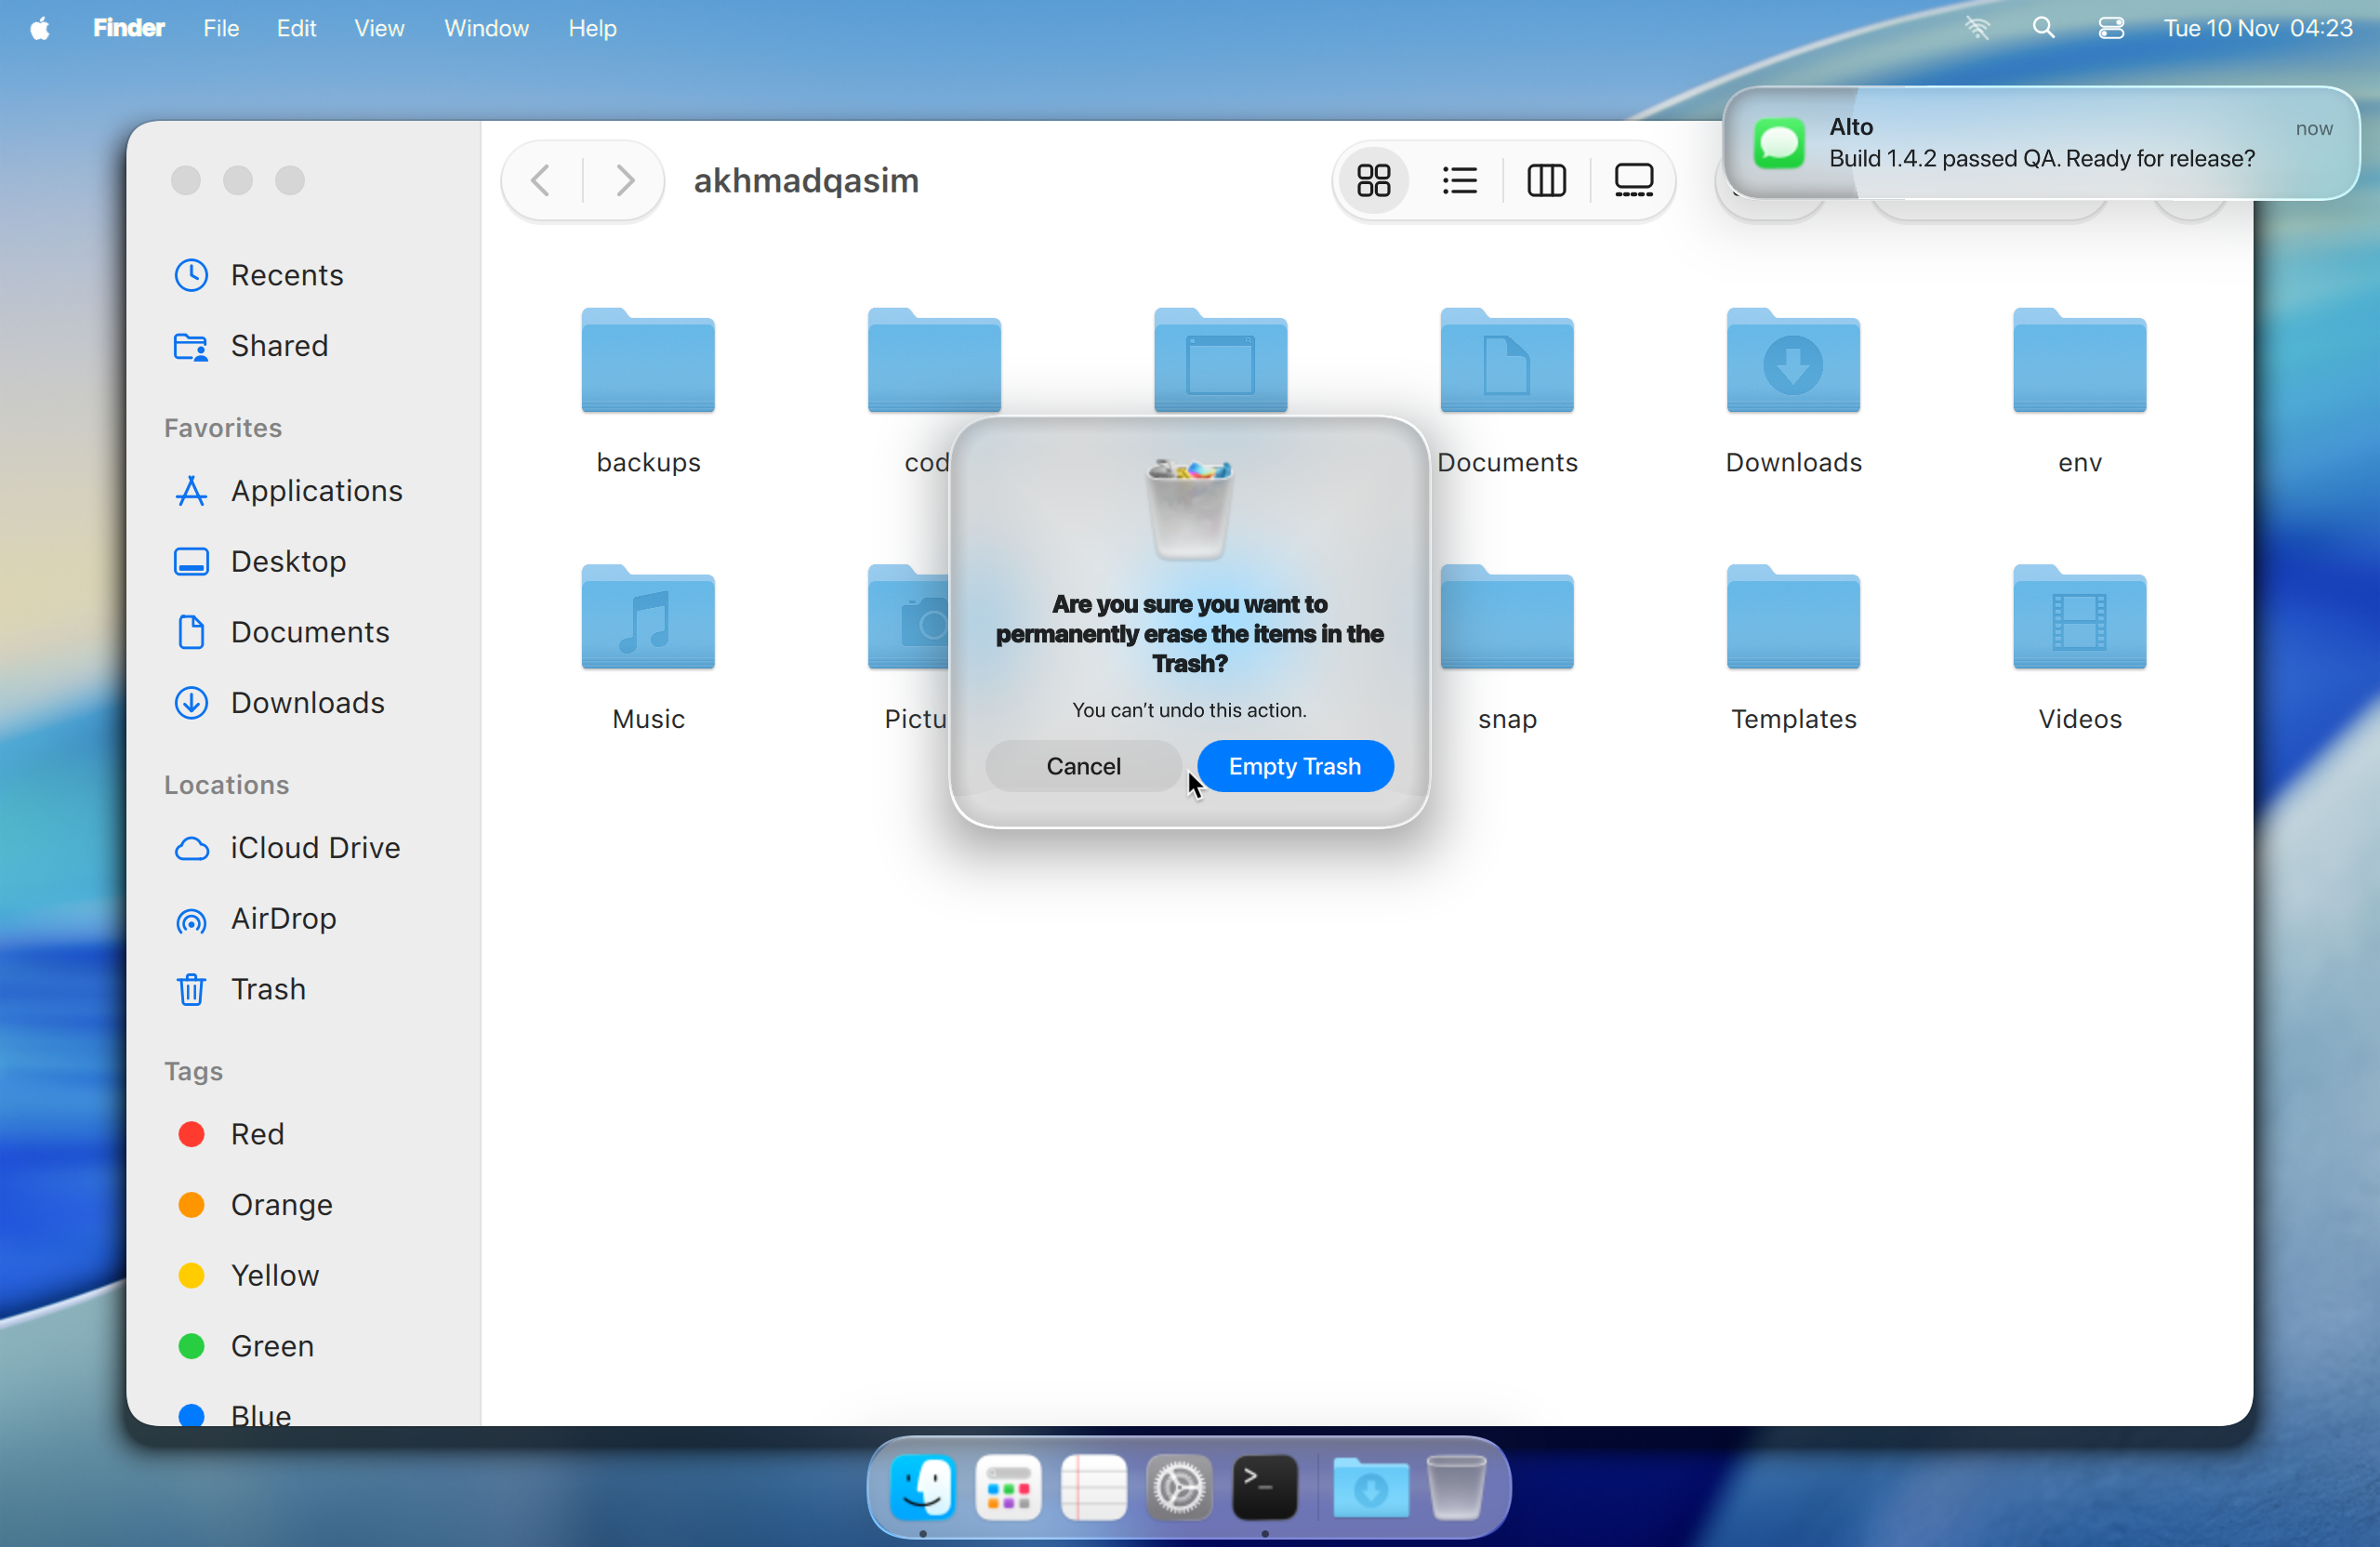 Finder File Edit View Window Help Tue 10 Nov 04:23
Alto now
Build 1.4.2 passed QA. Ready for release?
akhmadqasim
Recents
Shared
Favorites
Applications
Desktop
Documents
Downloads
Locations
iCloud Drive
AirDrop
Trash
Tags
Red
Orange
Yellow
Green
Blue
backups cod Documents Downloads env
Music Pictu snap Templates Videos
Are you sure you want to
permanently erase the items in the
Trash?
You can’t undo this action.
Cancel Empty Trash
>_